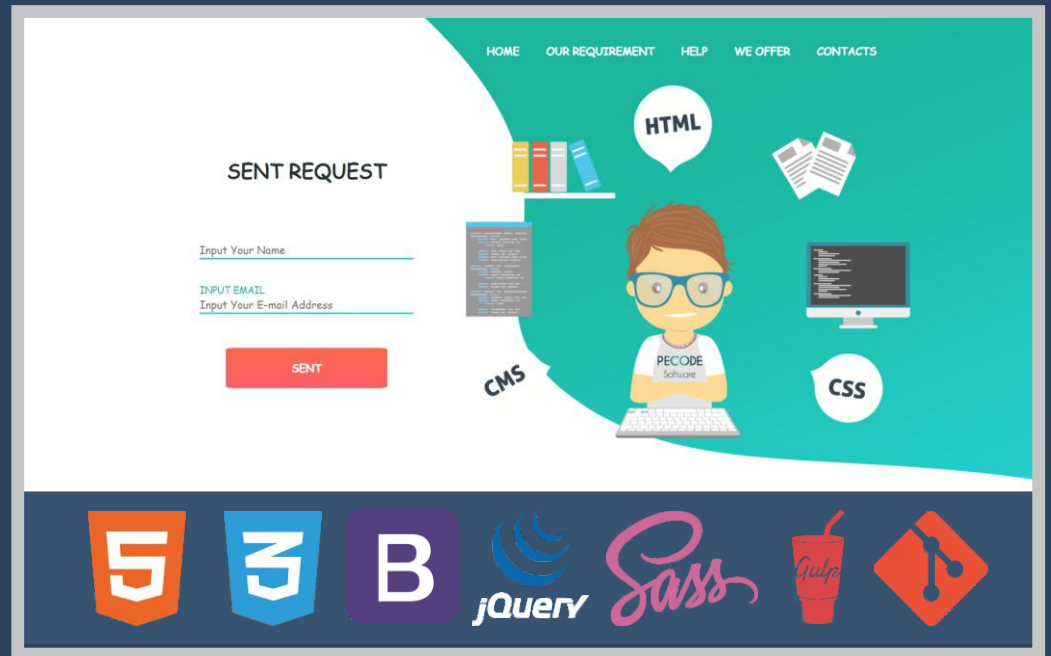 HOME OUR REQUIREMENT HELP WE OFFER CONTACTS
HTML
SENT REQUEST
Input Your Name
INPUT EMAIL
Input Your E-mail Address
SENT
PECODE
Software
CMS
CSS
5 3 B jQuery Sass Gulp